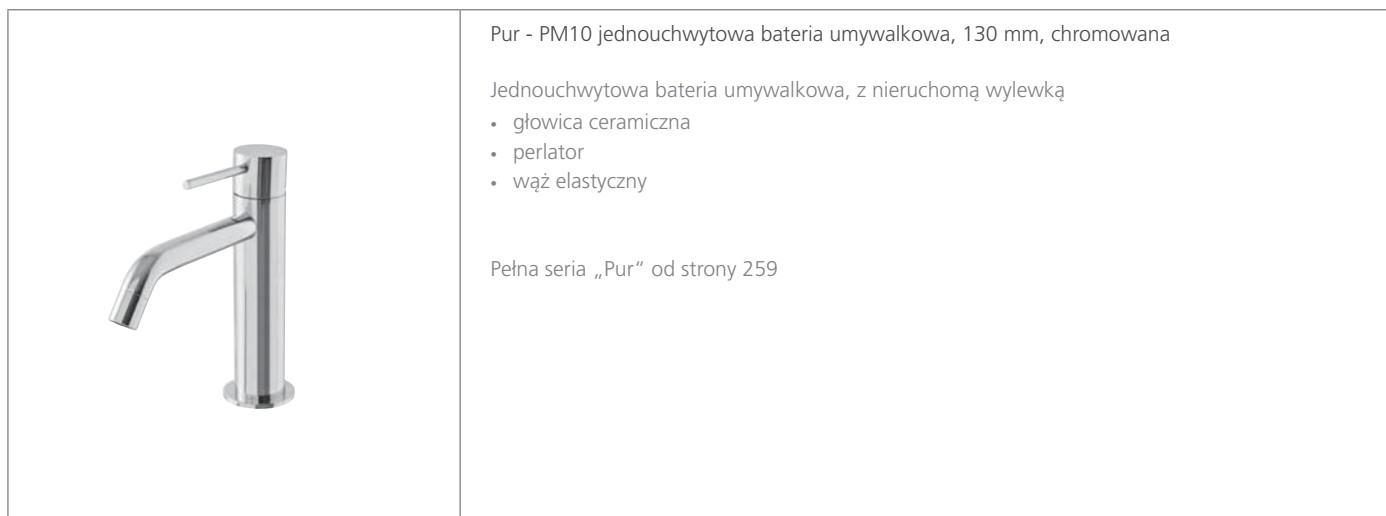 Pur - PM10 jednouchwytowa bateria umywalkowa, 130 mm, chromowana
Jednouchwytowa bateria umywalkowa, z nieruchomą wylewką
• głowica ceramiczna
• perlator
• wąż elastyczny
Pełna seria „Pur“ od strony 259